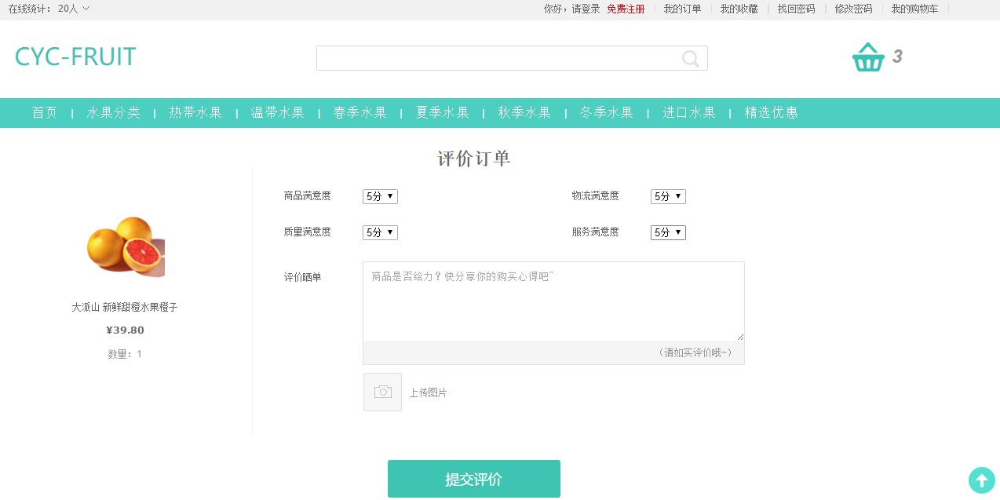 在线统计： 20人
你好，请登录 免费注册 我的订单 我的收藏 找回密码 修改密码 我的购物车
CYC-FRUIT
3
首页 | 水果分类 | 热带水果 | 温带水果 | 春季水果 | 夏季水果 | 秋季水果 | 冬季水果 | 进口水果 | 精选优惠
评价订单
商品满意度 5分 物流满意度 5分
质量满意度 5分 服务满意度 5分
评价晒单
商品是否给力？快分享你的购买心得吧~
（请如实评价哦~）
上传图片
大派山 新鲜甜橙水果橙子
¥39.80
数量：1
提交评价